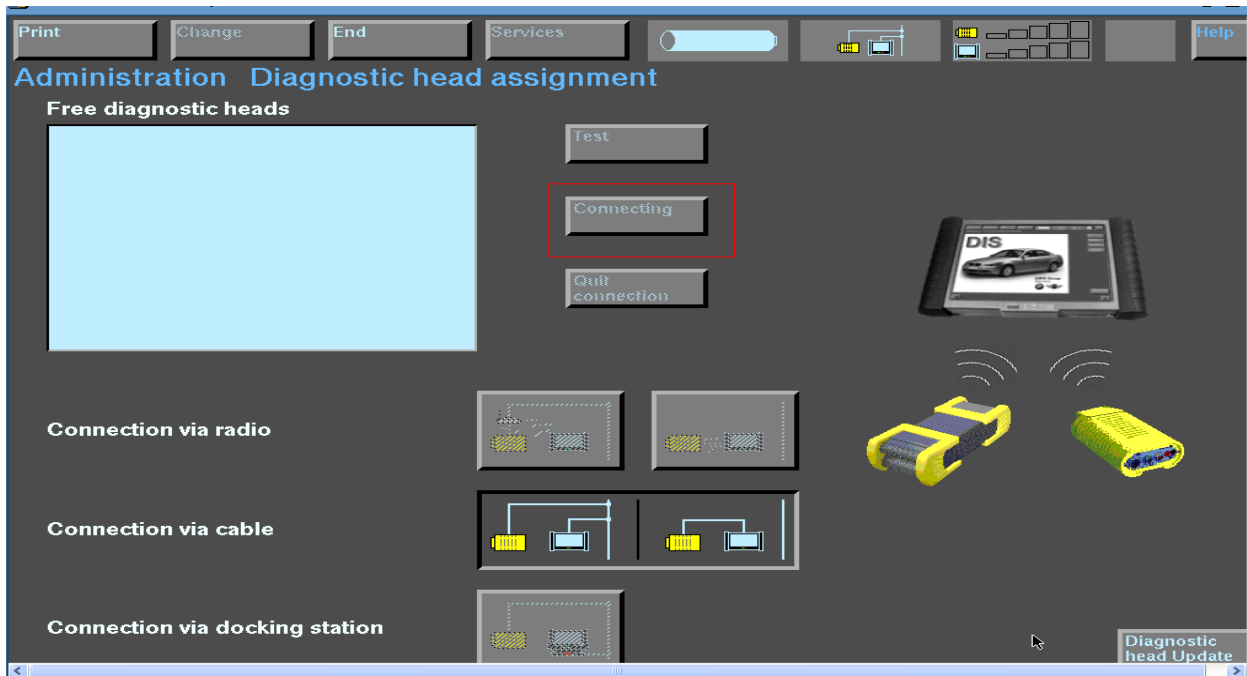 Print
Change
End
Services
Help
Administration Diagnostic head assignment
Free diagnostic heads
Test
Connecting
Quit
connection
DIS
Connection via radio
Connection via cable
Connection via docking station
Diagnostic
head Update